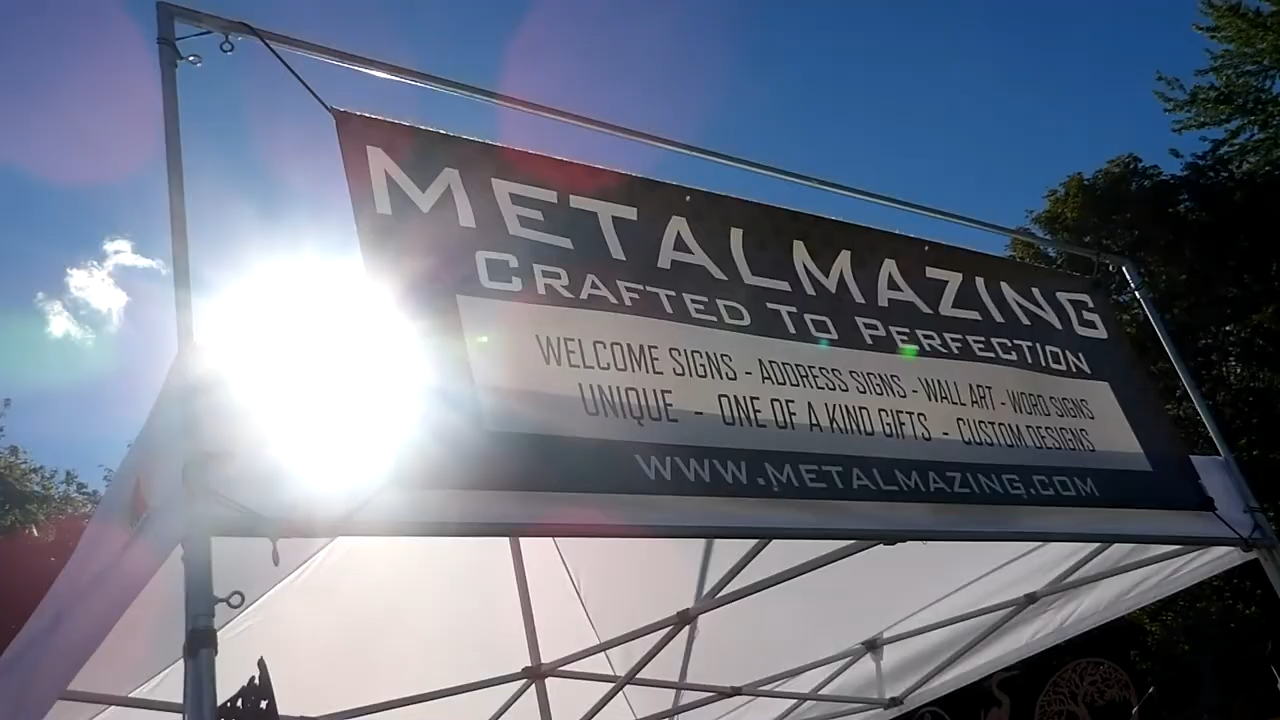 METALMAZING
CRAFTED TO PERFECTION
WELCOME SIGNS - ADDRESS SIGNS - WALL ART - WORD SIGNS
UNIQUE - ONE OF A KIND GIFTS - CUSTOM DESIGNS
WWW.METALMAZING.COM